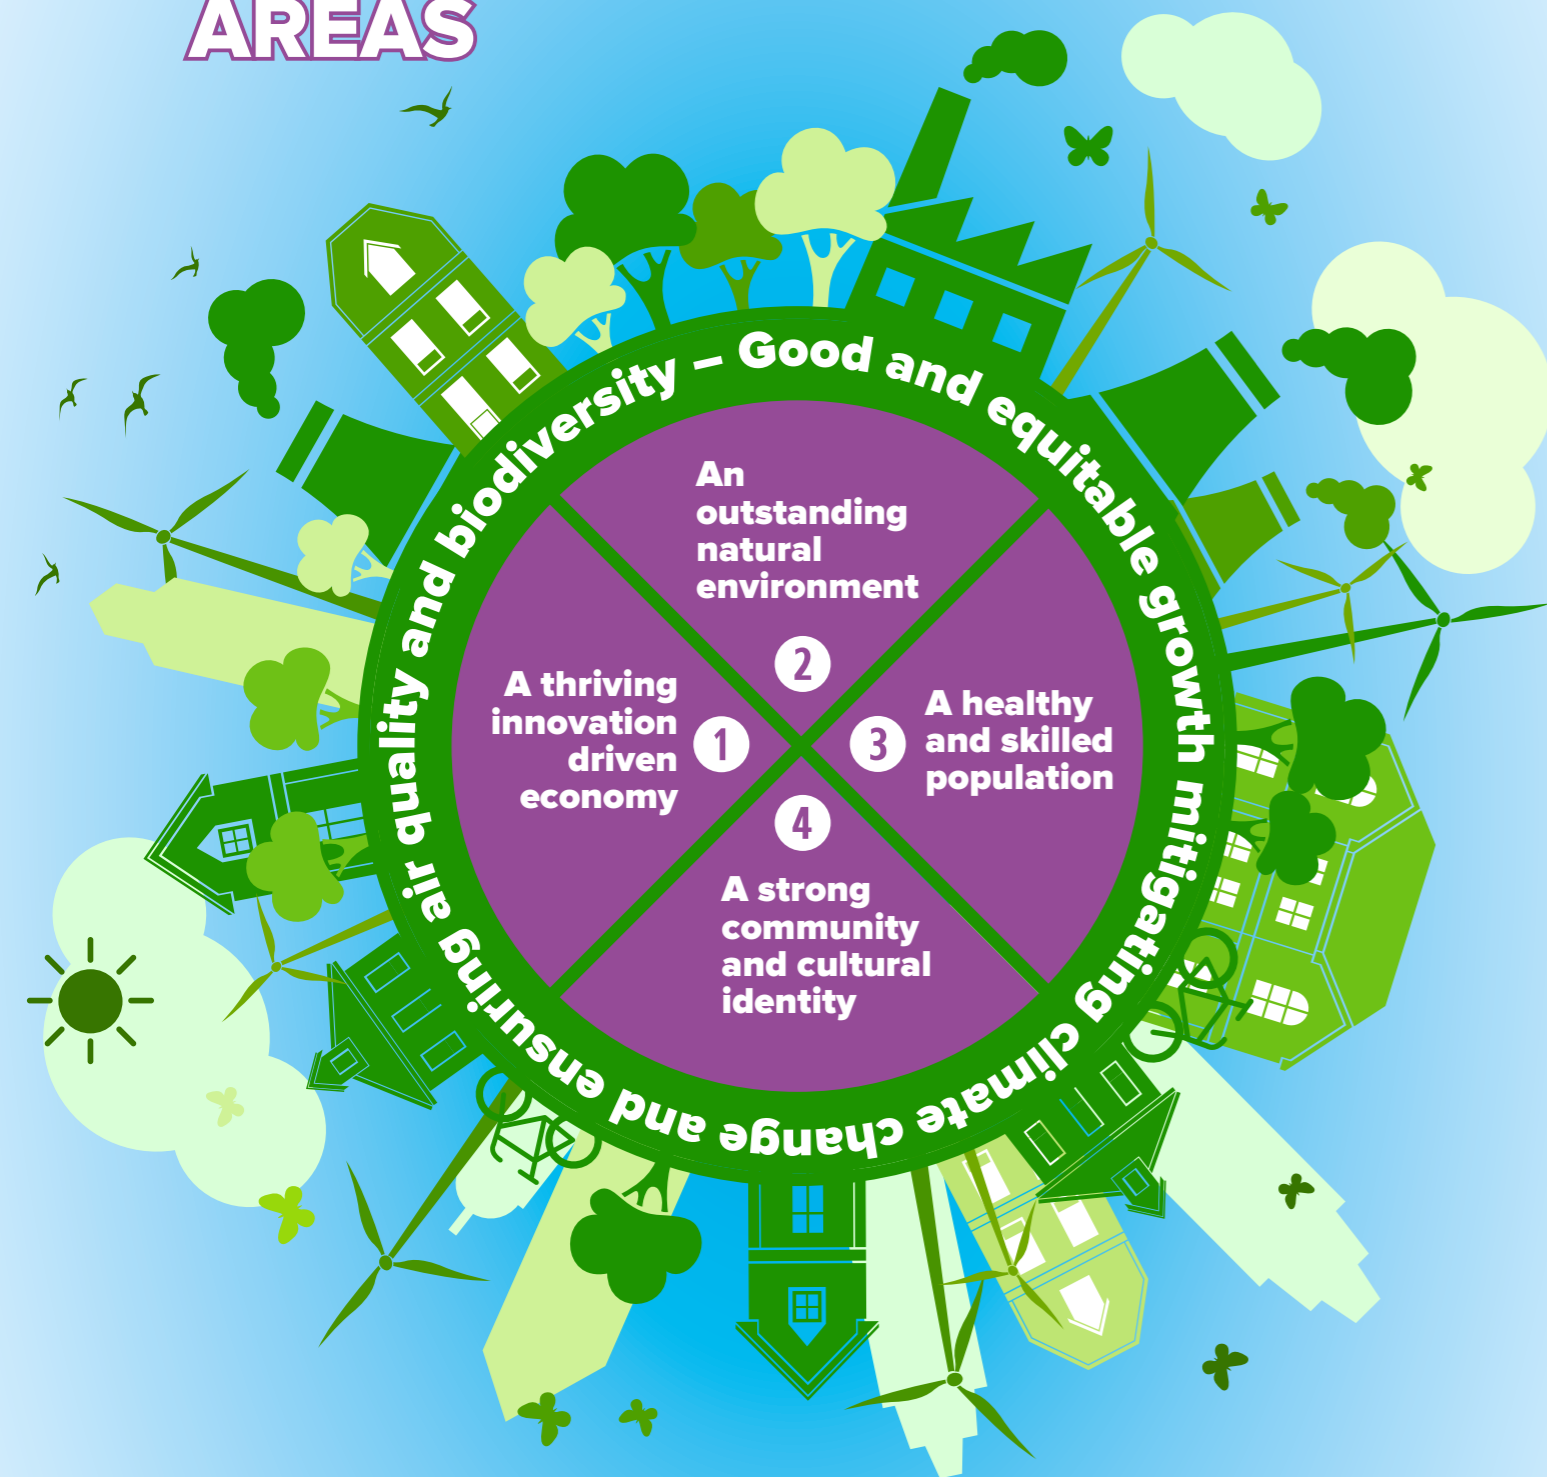 AREAS
Good and equitable growth mitigating climate change and ensuring air quality and biodiversity –
A thriving
innovation
driven
economy
1
An
outstanding
natural
environment
2
3
A healthy
and skilled
population
4
A strong
community
and cultural
identity